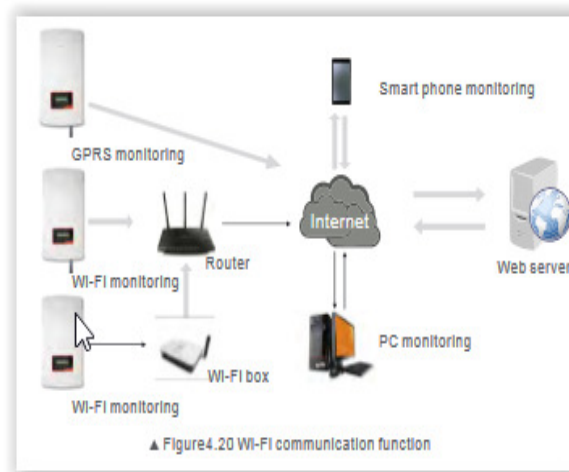 Smart phone monitoring
GPRS monitoring
Internet
Router
Web server
WI-FI monitoring
PC monitoring
WI-FI box
WI-FI monitoring
▲ Figure4.20 WI-FI communication function